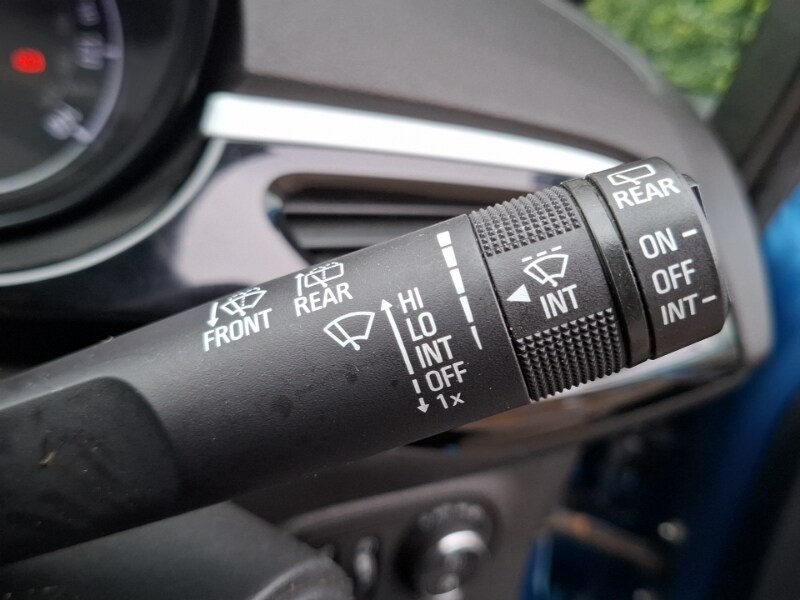 FRONT
REAR
HI
LO
INT
OFF
1x
INT
REAR
ON
OFF
INT